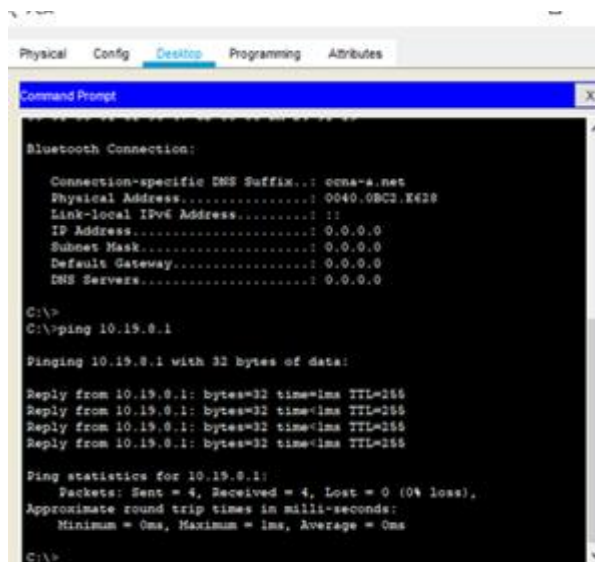 Physical Config Desktop Programming Attributes
Command Prompt X
Bluetooth Connection:
Connection-specific DNS Suffix..: ccna-a.net
Physical Address................: 0040.0BC2.E628
Link-local IPv6 Address.........: ::
IP Address......................: 0.0.0.0
Subnet Mask.....................: 0.0.0.0
Default Gateway.................: 0.0.0.0
DNS Servers.....................: 0.0.0.0
C:\>
C:\>ping 10.19.8.1
Pinging 10.19.8.1 with 32 bytes of data:
Reply from 10.19.8.1: bytes=32 time=1ms TTL=255
Reply from 10.19.8.1: bytes=32 time<1ms TTL=255
Reply from 10.19.8.1: bytes=32 time<1ms TTL=255
Reply from 10.19.8.1: bytes=32 time<1ms TTL=255
Ping statistics for 10.19.8.1:
Packets: Sent = 4, Received = 4, Lost = 0 (0% loss),
Approximate round trip times in milli-seconds:
Minimum = 0ms, Maximum = 1ms, Average = 0ms
C:\>